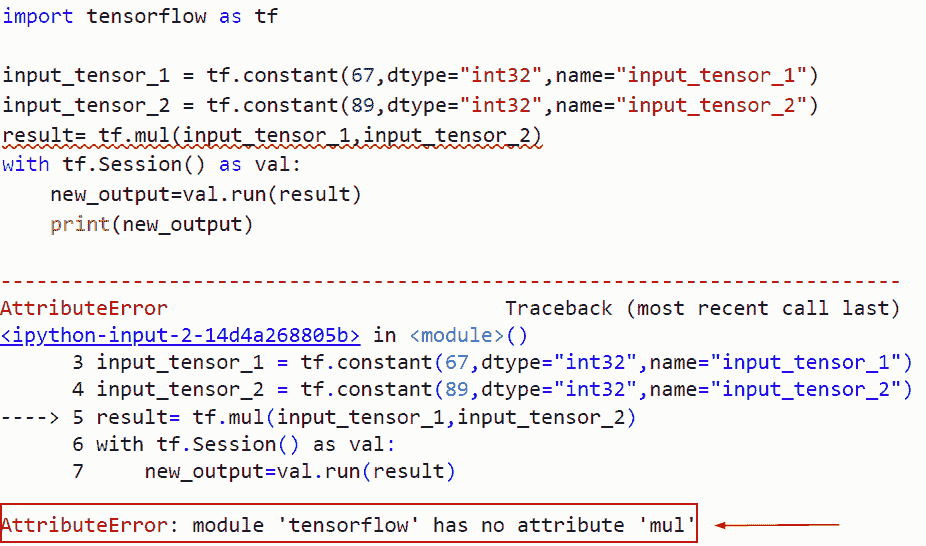 import tensorflow as tf
input_tensor_1 = tf.constant(67,dtype="int32",name="input_tensor_1")
input_tensor_2 = tf.constant(89,dtype="int32",name="input_tensor_2")
result= tf.mul(input_tensor_1,input_tensor_2)
with tf.Session() as val:
    new_output=val.run(result)
    print(new_output)
---------------------------------------------------------------------------
AttributeError                            Traceback (most recent call last)
<ipython-input-2-14d4a268805b> in <module>()
      3 input_tensor_1 = tf.constant(67,dtype="int32",name="input_tensor_1")
      4 input_tensor_2 = tf.constant(89,dtype="int32",name="input_tensor_2")
----> 5 result= tf.mul(input_tensor_1,input_tensor_2)
      6 with tf.Session() as val:
      7     new_output=val.run(result)
AttributeError: module 'tensorflow' has no attribute 'mul'